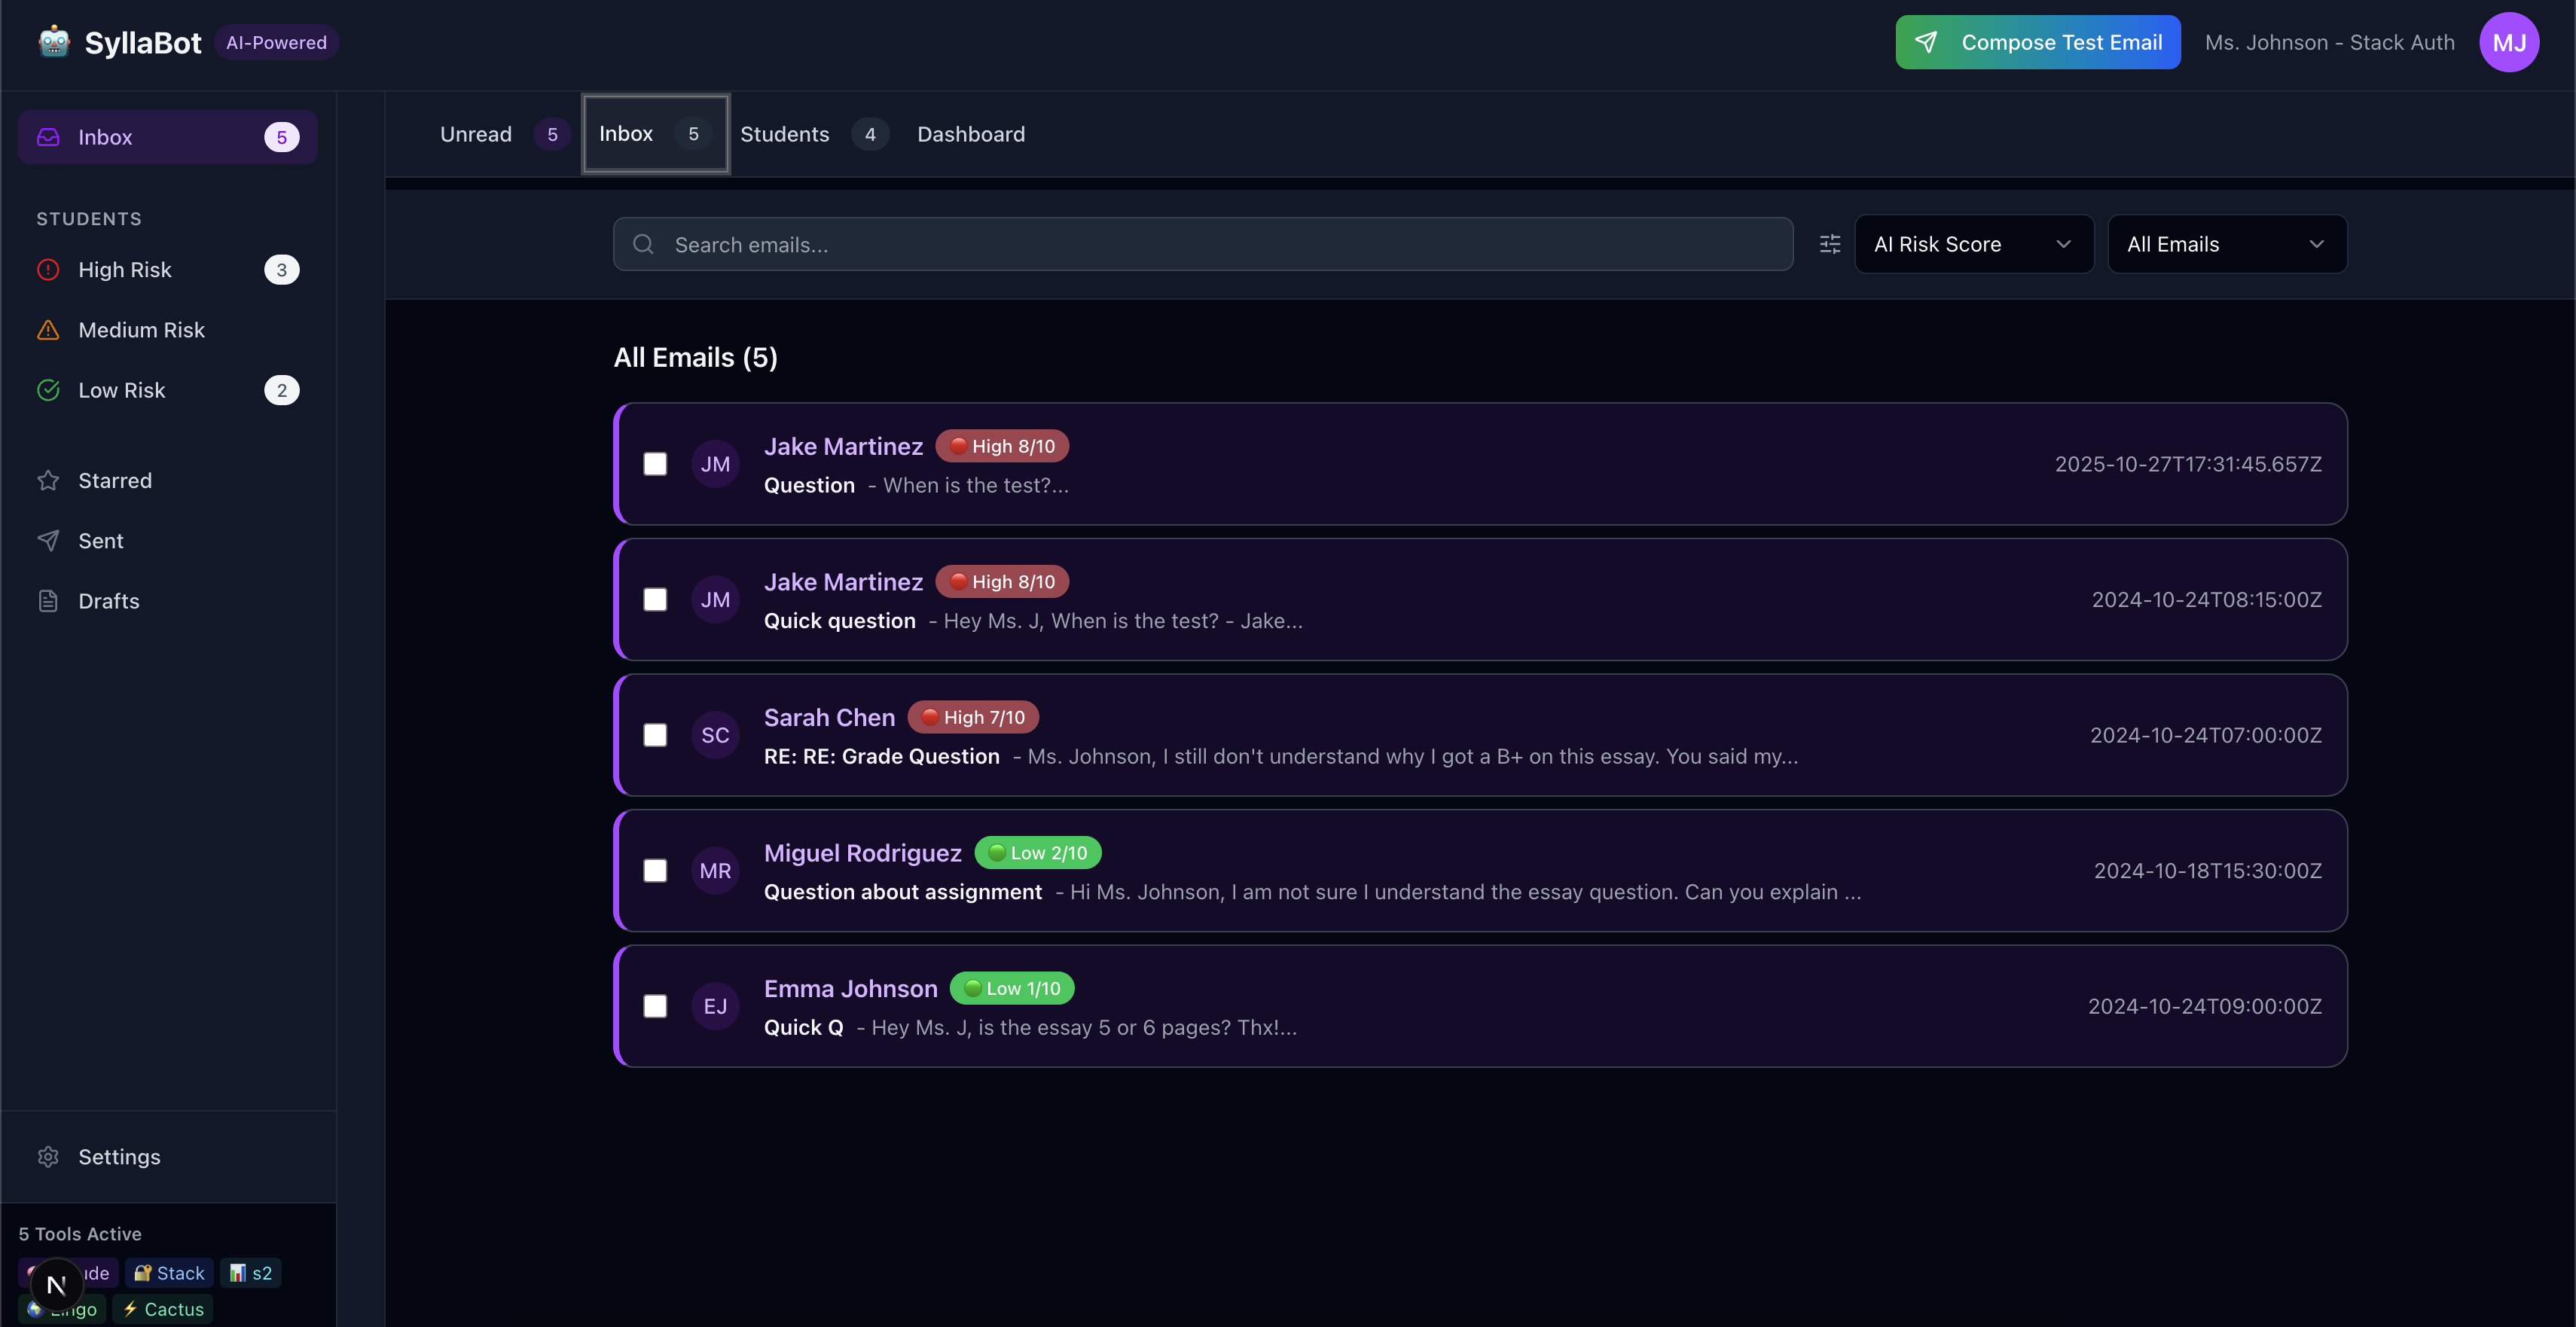 SyllaBot AI-Powered
Compose Test Email
Ms. Johnson - Stack Auth
MJ
Inbox 5
STUDENTS
High Risk 3
Medium Risk
Low Risk 2
Starred
Sent
Drafts
Settings
5 Tools Active
Stack
s2
Cactus
Unread 5
Inbox 5
Students 4
Dashboard
Search emails...
AI Risk Score
All Emails
All Emails (5)
JM
Jake Martinez High 8/10
Question - When is the test?...
2025-10-27T17:31:45.657Z
JM
Jake Martinez High 8/10
Quick question - Hey Ms. J, When is the test? - Jake...
2024-10-24T08:15:00Z
SC
Sarah Chen High 7/10
RE: RE: Grade Question - Ms. Johnson, I still don't understand why I got a B+ on this essay. You said my...
2024-10-24T07:00:00Z
MR
Miguel Rodriguez Low 2/10
Question about assignment - Hi Ms. Johnson, I am not sure I understand the essay question. Can you explain ...
2024-10-18T15:30:00Z
EJ
Emma Johnson Low 1/10
Quick Q - Hey Ms. J, is the essay 5 or 6 pages? Thx!...
2024-10-24T09:00:00Z